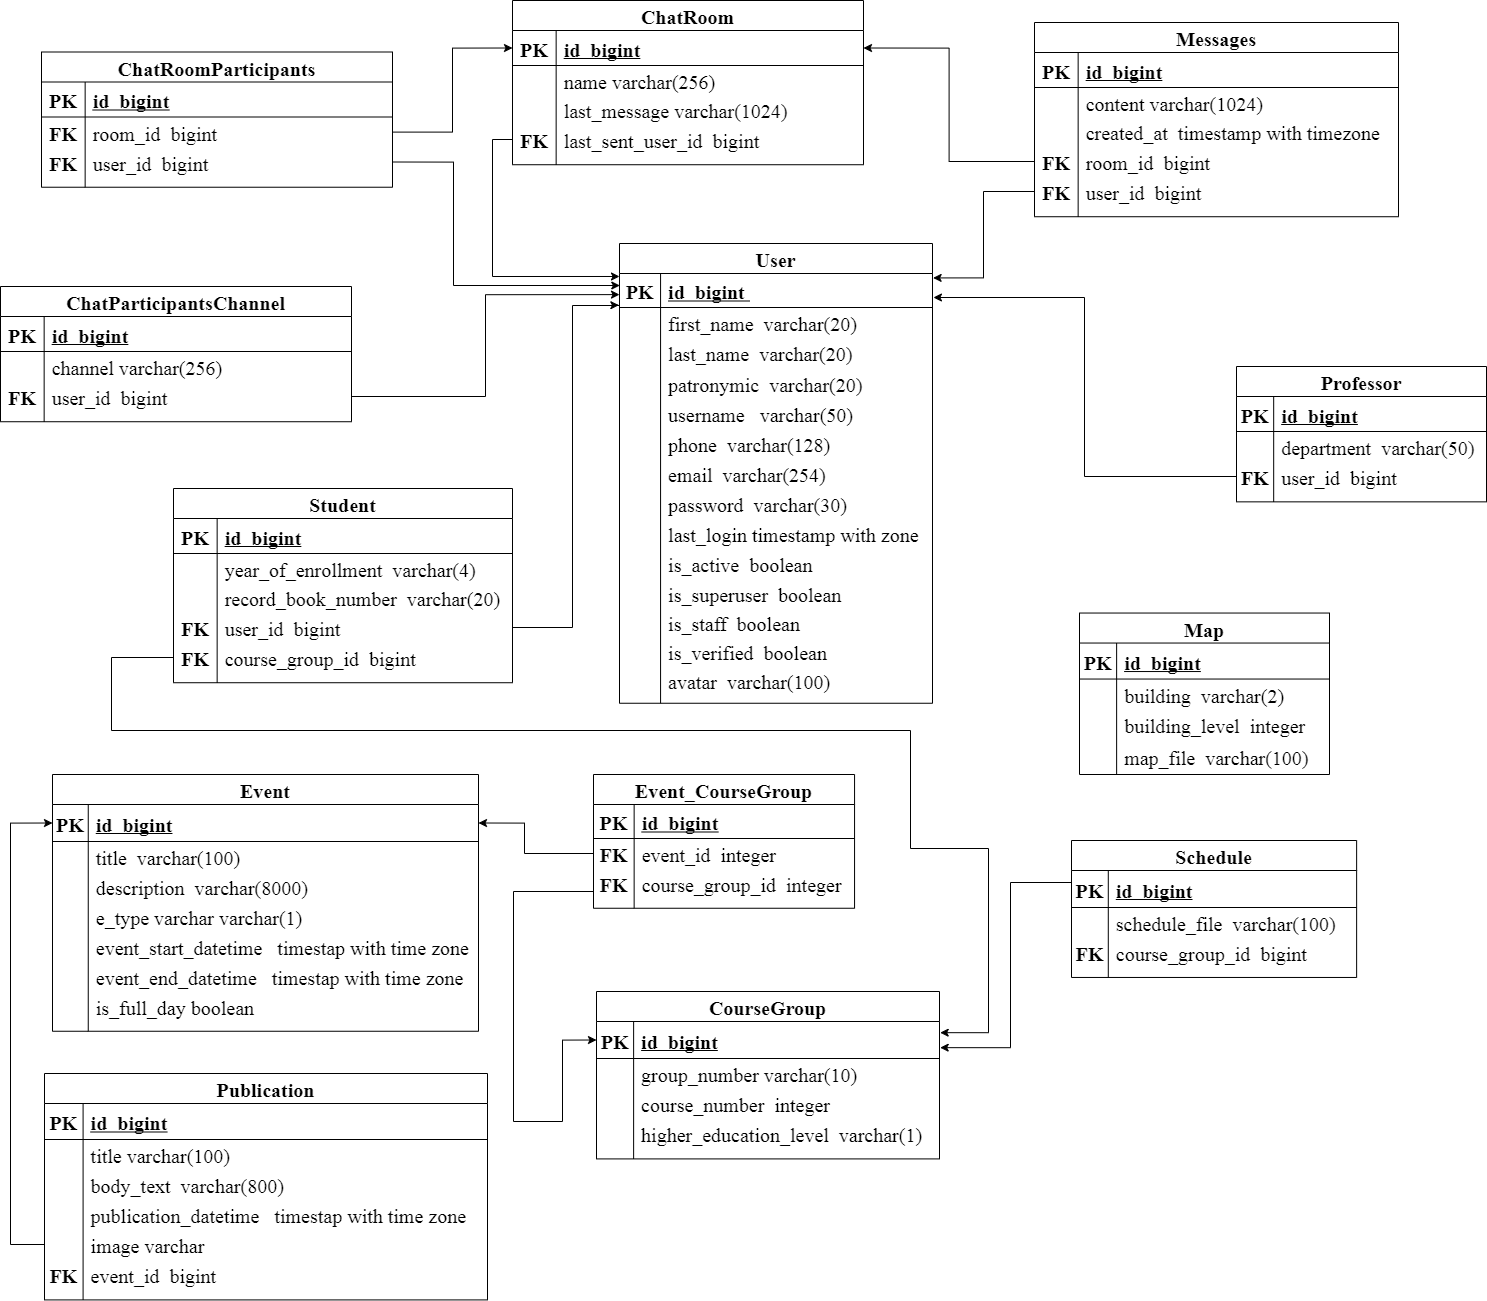 ChatRoom
PK id_bigint
name varchar(256)
last_message varchar(1024)
FK last_sent_user_id bigint
Messages
PK id_bigint
content varchar(1024)
created_at timestamp with timezone
FK room_id bigint
FK user_id bigint
ChatRoomParticipants
PK id_bigint
FK room_id bigint
FK user_id bigint
User
PK id_bigint
first_name varchar(20)
last_name varchar(20)
patronymic varchar(20)
username varchar(50)
phone varchar(128)
email varchar(254)
password varchar(30)
last_login timestamp with zone
is_active boolean
is_superuser boolean
is_staff boolean
is_verified boolean
avatar varchar(100)
ChatParticipantsChannel
PK id_bigint
channel varchar(256)
FK user_id bigint
Professor
PK id_bigint
department varchar(50)
FK user_id bigint
Student
PK id_bigint
year_of_enrollment varchar(4)
record_book_number varchar(20)
FK user_id bigint
FK course_group_id bigint
Map
PK id_bigint
building varchar(2)
building_level integer
map_file varchar(100)
Event
PK id_bigint
title varchar(100)
description varchar(8000)
e_type varchar varchar(1)
event_start_datetime timestap with time zone
event_end_datetime timestap with time zone
is_full_day boolean
Event_CourseGroup
PK id_bigint
FK event_id integer
FK course_group_id integer
Schedule
PK id_bigint
schedule_file varchar(100)
FK course_group_id bigint
CourseGroup
PK id_bigint
group_number varchar(10)
course_number integer
higher_education_level varchar(1)
Publication
PK id_bigint
title varchar(100)
body_text varchar(800)
publication_datetime timestap with time zone
image varchar
FK event_id bigint